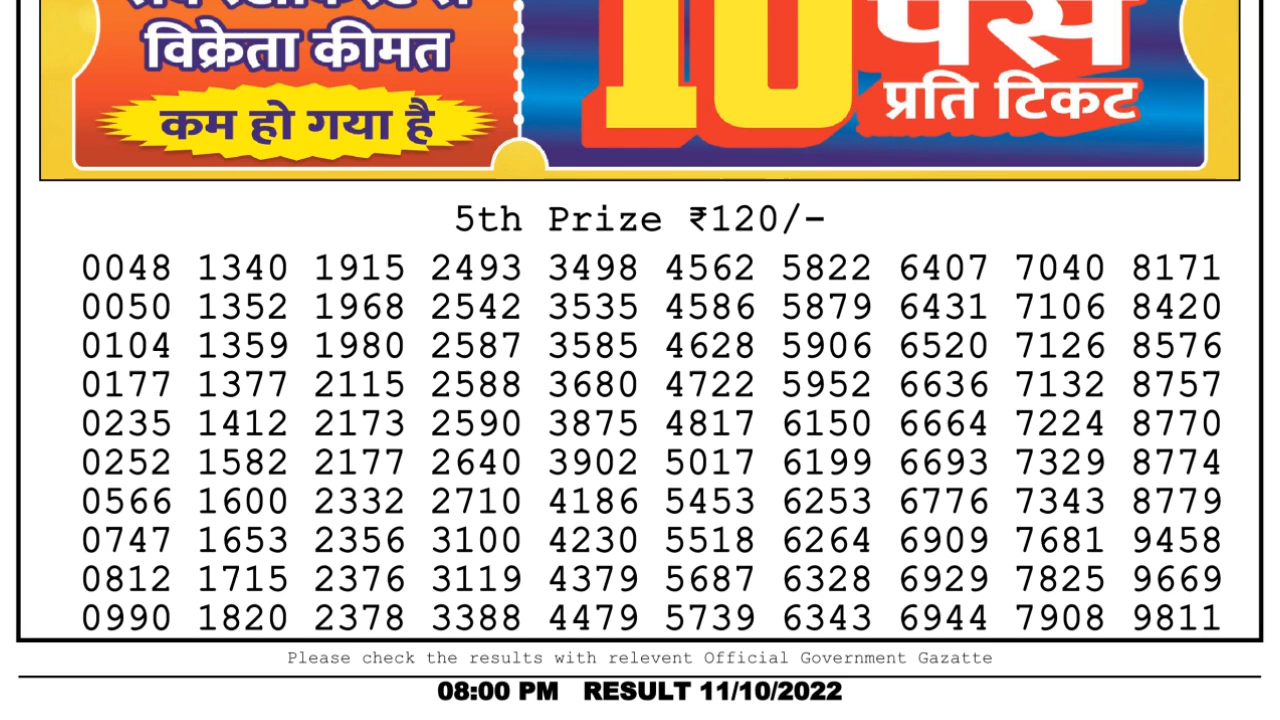 विक्रेता कीमत
कम हो गया है
10
प्रति टिकट
5th Prize ₹120/-
0048 1340 1915 2493 3498 4562 5822 6407 7040 8171
0050 1352 1968 2542 3535 4586 5879 6431 7106 8420
0104 1359 1980 2587 3585 4628 5906 6520 7126 8576
0177 1377 2115 2588 3680 4722 5952 6636 7132 8757
0235 1412 2173 2590 3875 4817 6150 6664 7224 8770
0252 1582 2177 2640 3902 5017 6199 6693 7329 8774
0566 1600 2332 2710 4186 5453 6253 6776 7343 8779
0747 1653 2356 3100 4230 5518 6264 6909 7681 9458
0812 1715 2376 3119 4379 5687 6328 6929 7825 9669
0990 1820 2378 3388 4479 5739 6343 6944 7908 9811
Please check the results with relevent Official Government Gazatte
08:00 PM RESULT 11/10/2022